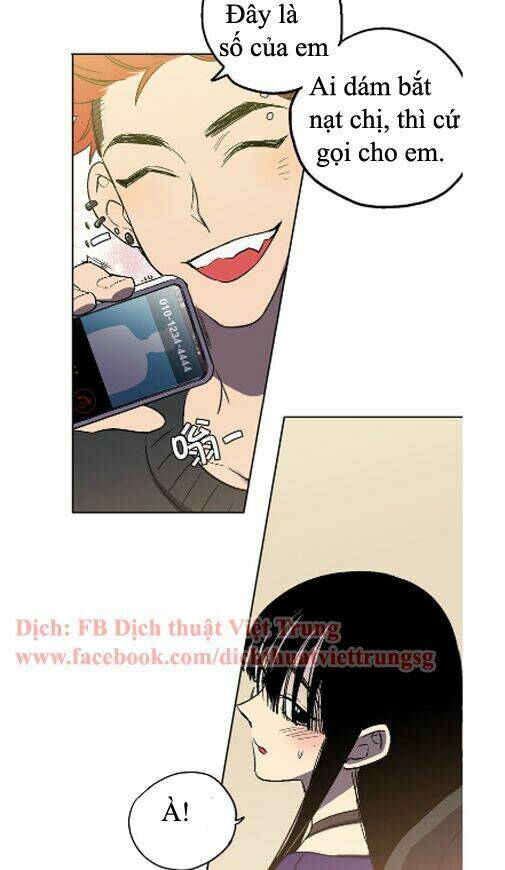 Đây là
số của em
Ai dám bắt
nạt chị, thì cứ
gọi cho em.
010-1234-4444
Dịch: FB Dịch thuật Việt Trung
www.facebook.com/dichthuatviettrungsg
À!